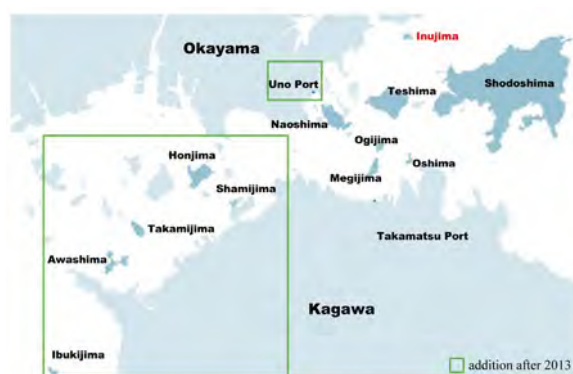 Inujima
Okayama
Uno Port
Teshima
Shodoshima
Naoshima
Ogijima
Honjima
Oshima
Megijima
Shamijima
Takamijima
Takamatsu Port
Awashima
Kagawa
Ibukijima
addition after 2013